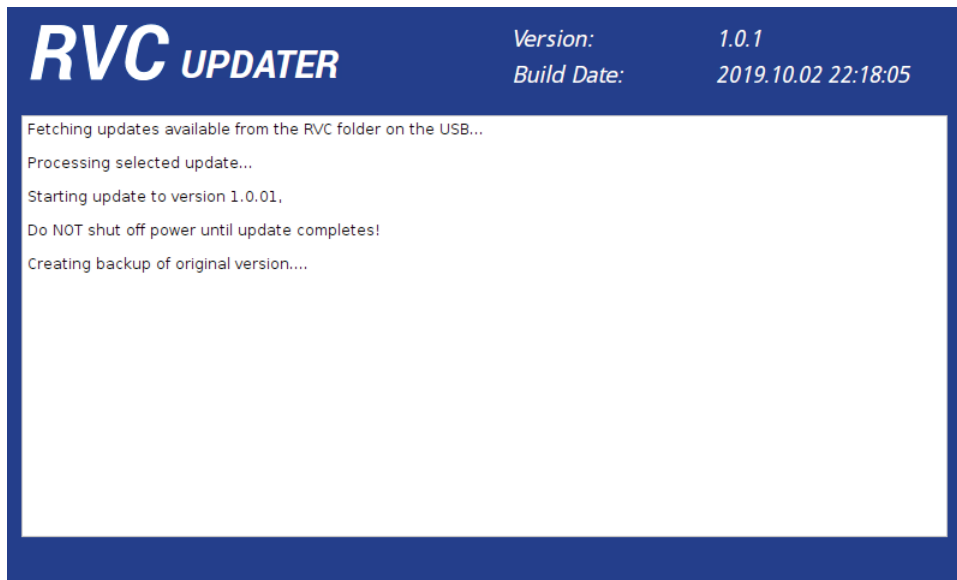 RVC UPDATER
Version: 1.0.1
Build Date: 2019.10.02 22:18:05
Fetching updates available from the RVC folder on the USB...
Processing selected update...
Starting update to version 1.0.01,
Do NOT shut off power until update completes!
Creating backup of original version....